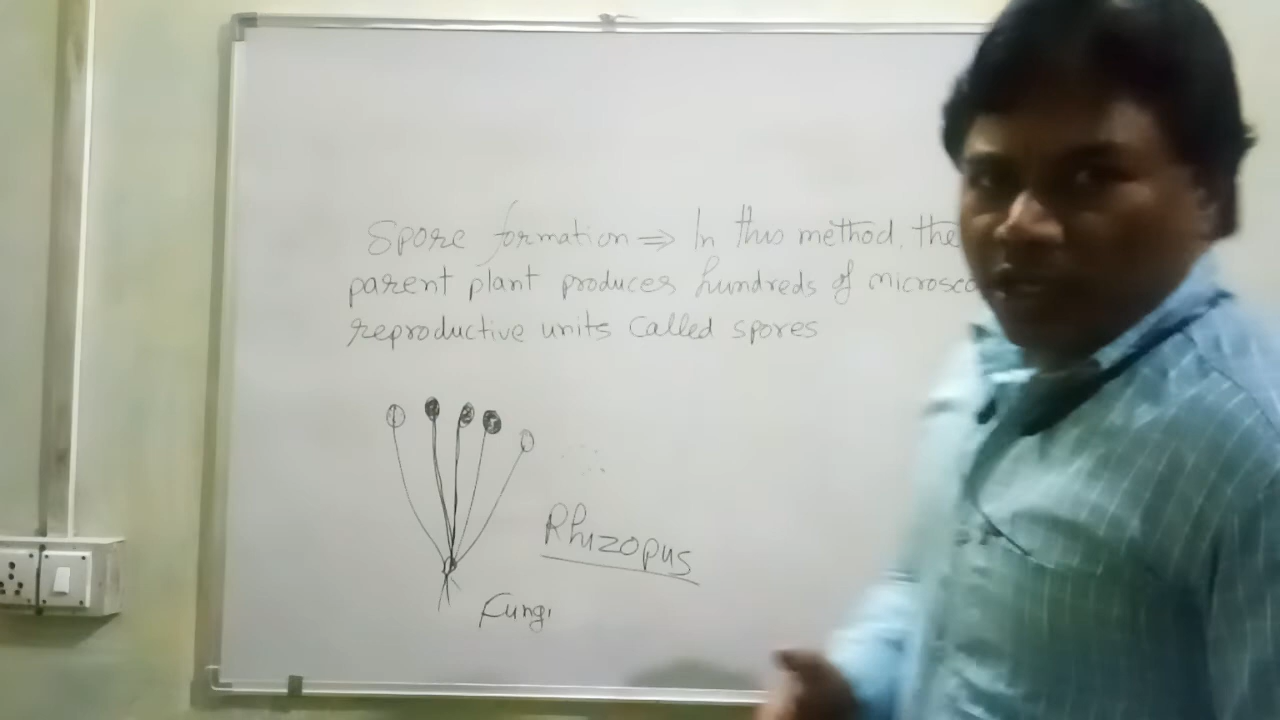 Spore formation ⇒ In this method, the
parent plant produces hundreds of microsco
reproductive units called spores
Rhizopus
Fungi